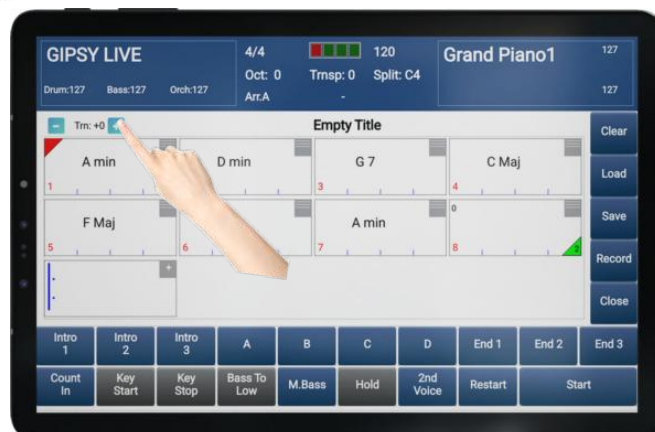 GIPSY LIVE
4/4
120
Grand Piano1
127
Oct: 0
Trnsp: 0
Split: C4
Drum:127
Bass:127
Orch:127
Arr.A
-
127
- Trn: +0
Empty Title
Clear
A min
D min
G 7
C Maj
1
3
4
Load
F Maj
A min
0
5
6
7
8
2
Save
+
Record
Close
Intro 1
Intro 2
Intro 3
A
B
C
D
End 1
End 2
End 3
Count In
Key Start
Key Stop
Bass To Low
M.Bass
Hold
2nd Voice
Restart
Start